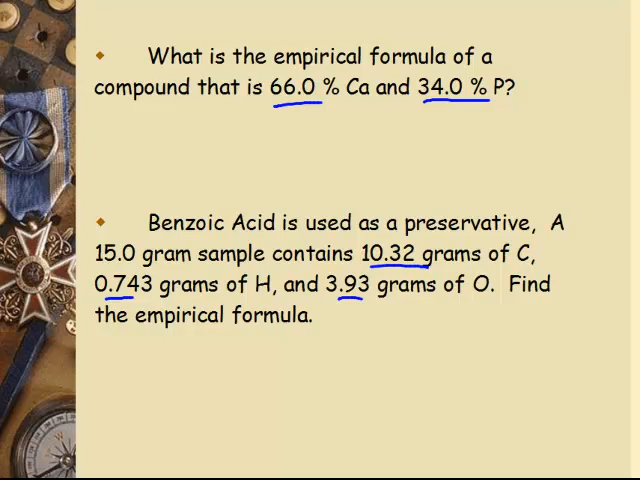 What is the empirical formula of a
compound that is 66.0 % Ca and 34.0 % P?
Benzoic Acid is used as a preservative, A
15.0 gram sample contains 10.32 grams of C,
0.743 grams of H, and 3.93 grams of O. Find
the empirical formula.